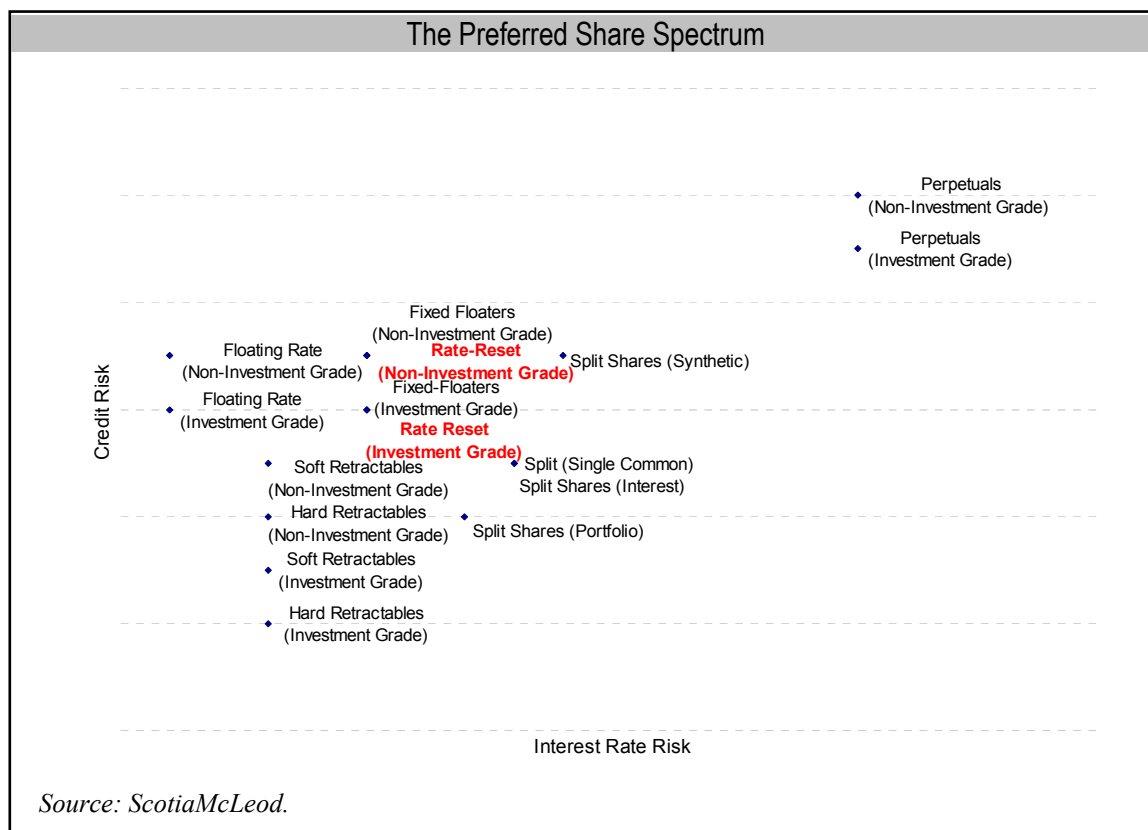 The Preferred Share Spectrum
Perpetuals
(Non-Investment Grade)
Perpetuals
(Investment Grade)
Fixed Floaters
(Non-Investment Grade)
Floating Rate
(Non-Investment Grade)
Rate-Reset
(Non-Investment Grade)
Split Shares (Synthetic)
Floating Rate
(Investment Grade)
Fixed-Floaters
(Investment Grade)
Rate Reset
(Investment Grade)
Credit Risk
Soft Retractables
(Non-Investment Grade)
Split (Single Common)
Split Shares (Interest)
Hard Retractables
(Non-Investment Grade)
Split Shares (Portfolio)
Soft Retractables
(Investment Grade)
Hard Retractables
(Investment Grade)
Interest Rate Risk
Source: ScotiaMcLeod.